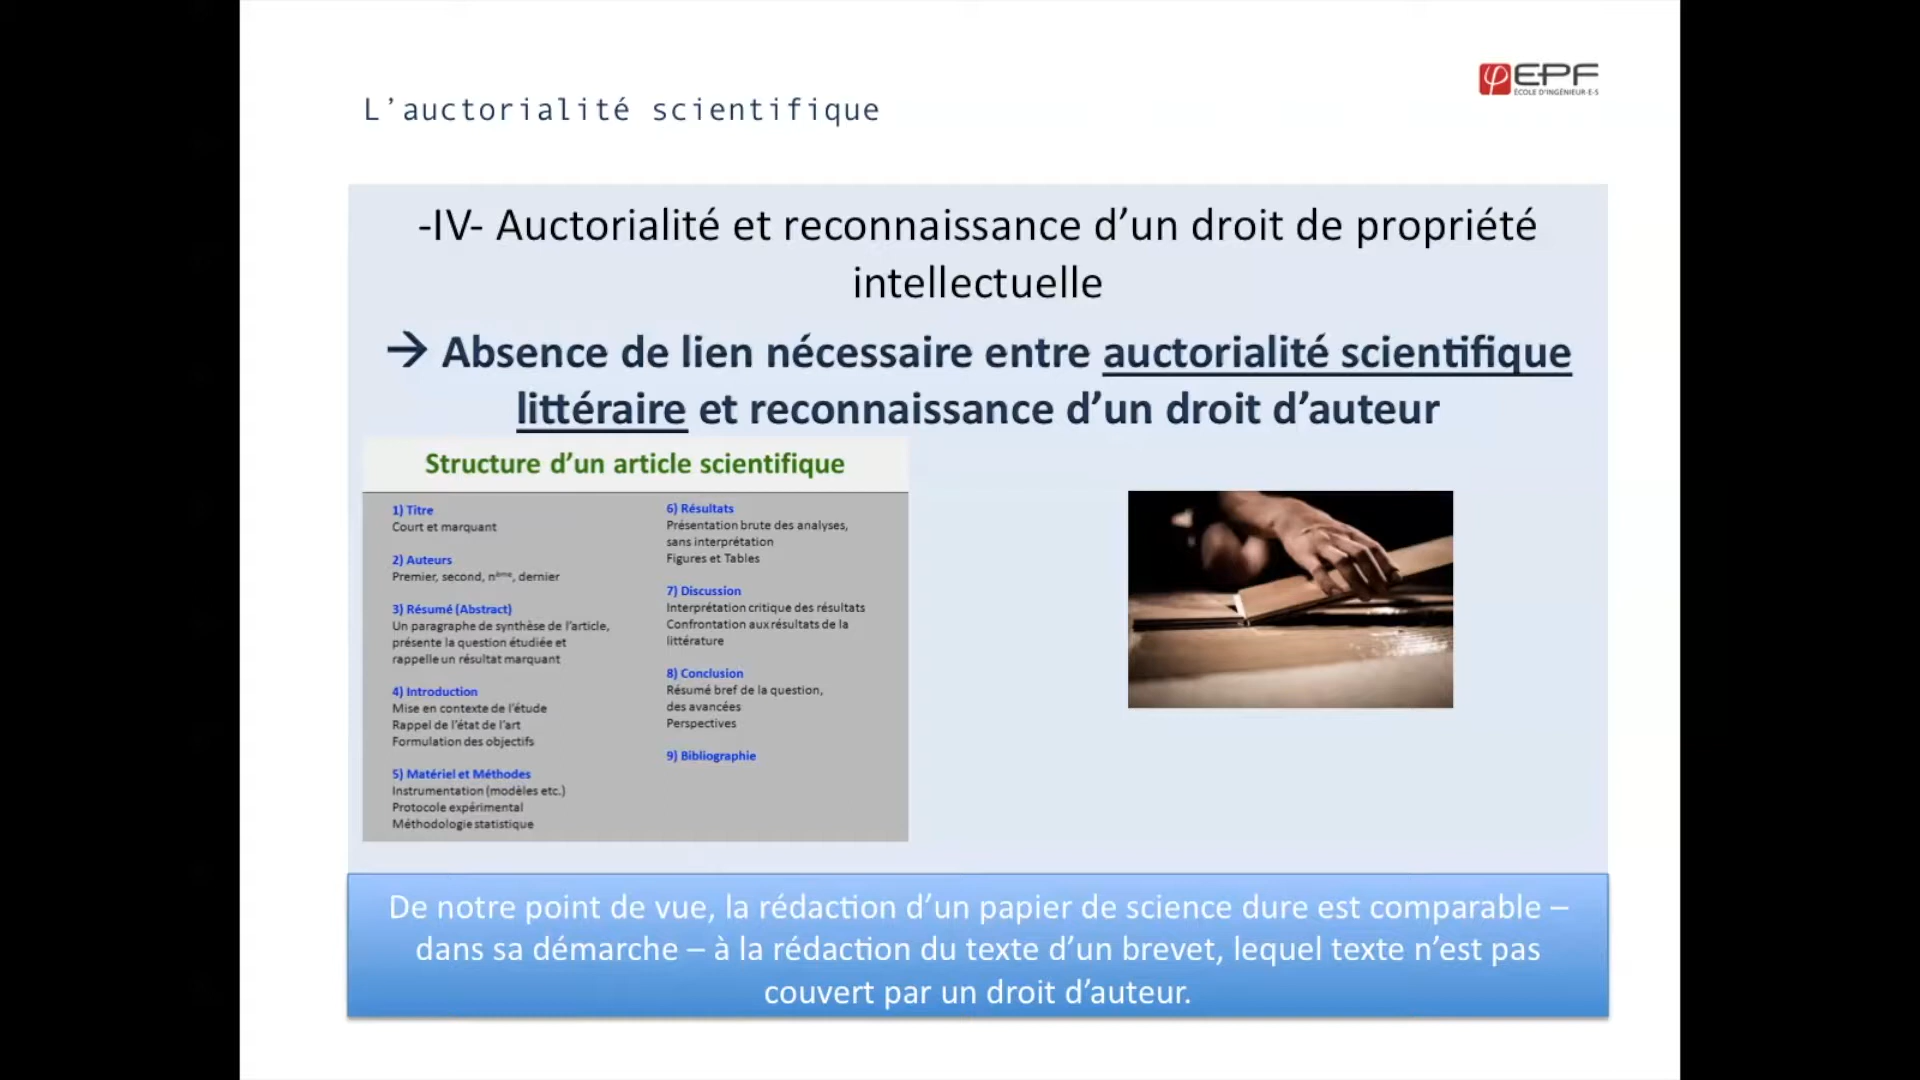 L’auctorialité scientifique
EPF
ÉCOLE D'INGÉNIEUR·E·S
-IV- Auctorialité et reconnaissance d’un droit de propriété
intellectuelle
→ Absence de lien nécessaire entre auctorialité scientifique
littéraire et reconnaissance d’un droit d’auteur
Structure d’un article scientifique
1) Titre
Court et marquant
2) Auteurs
Premier, second, nème, dernier
3) Résumé (Abstract)
Un paragraphe de synthèse de l’article,
présente la question étudiée et
rappelle un résultat marquant
4) Introduction
Mise en contexte de l’étude
Rappel de l’état de l’art
Formulation des objectifs
5) Matériel et Méthodes
Instrumentation (modèles etc.)
Protocole expérimental
Méthodologie statistique
6) Résultats
Présentation brute des analyses,
sans interprétation
Figures et Tables
7) Discussion
Interprétation critique des résultats
Confrontation aux résultats de la
littérature
8) Conclusion
Résumé bref de la question,
des avancées
Perspectives
9) Bibliographie
De notre point de vue, la rédaction d’un papier de science dure est comparable –
dans sa démarche – à la rédaction du texte d’un brevet, lequel texte n’est pas
couvert par un droit d’auteur.